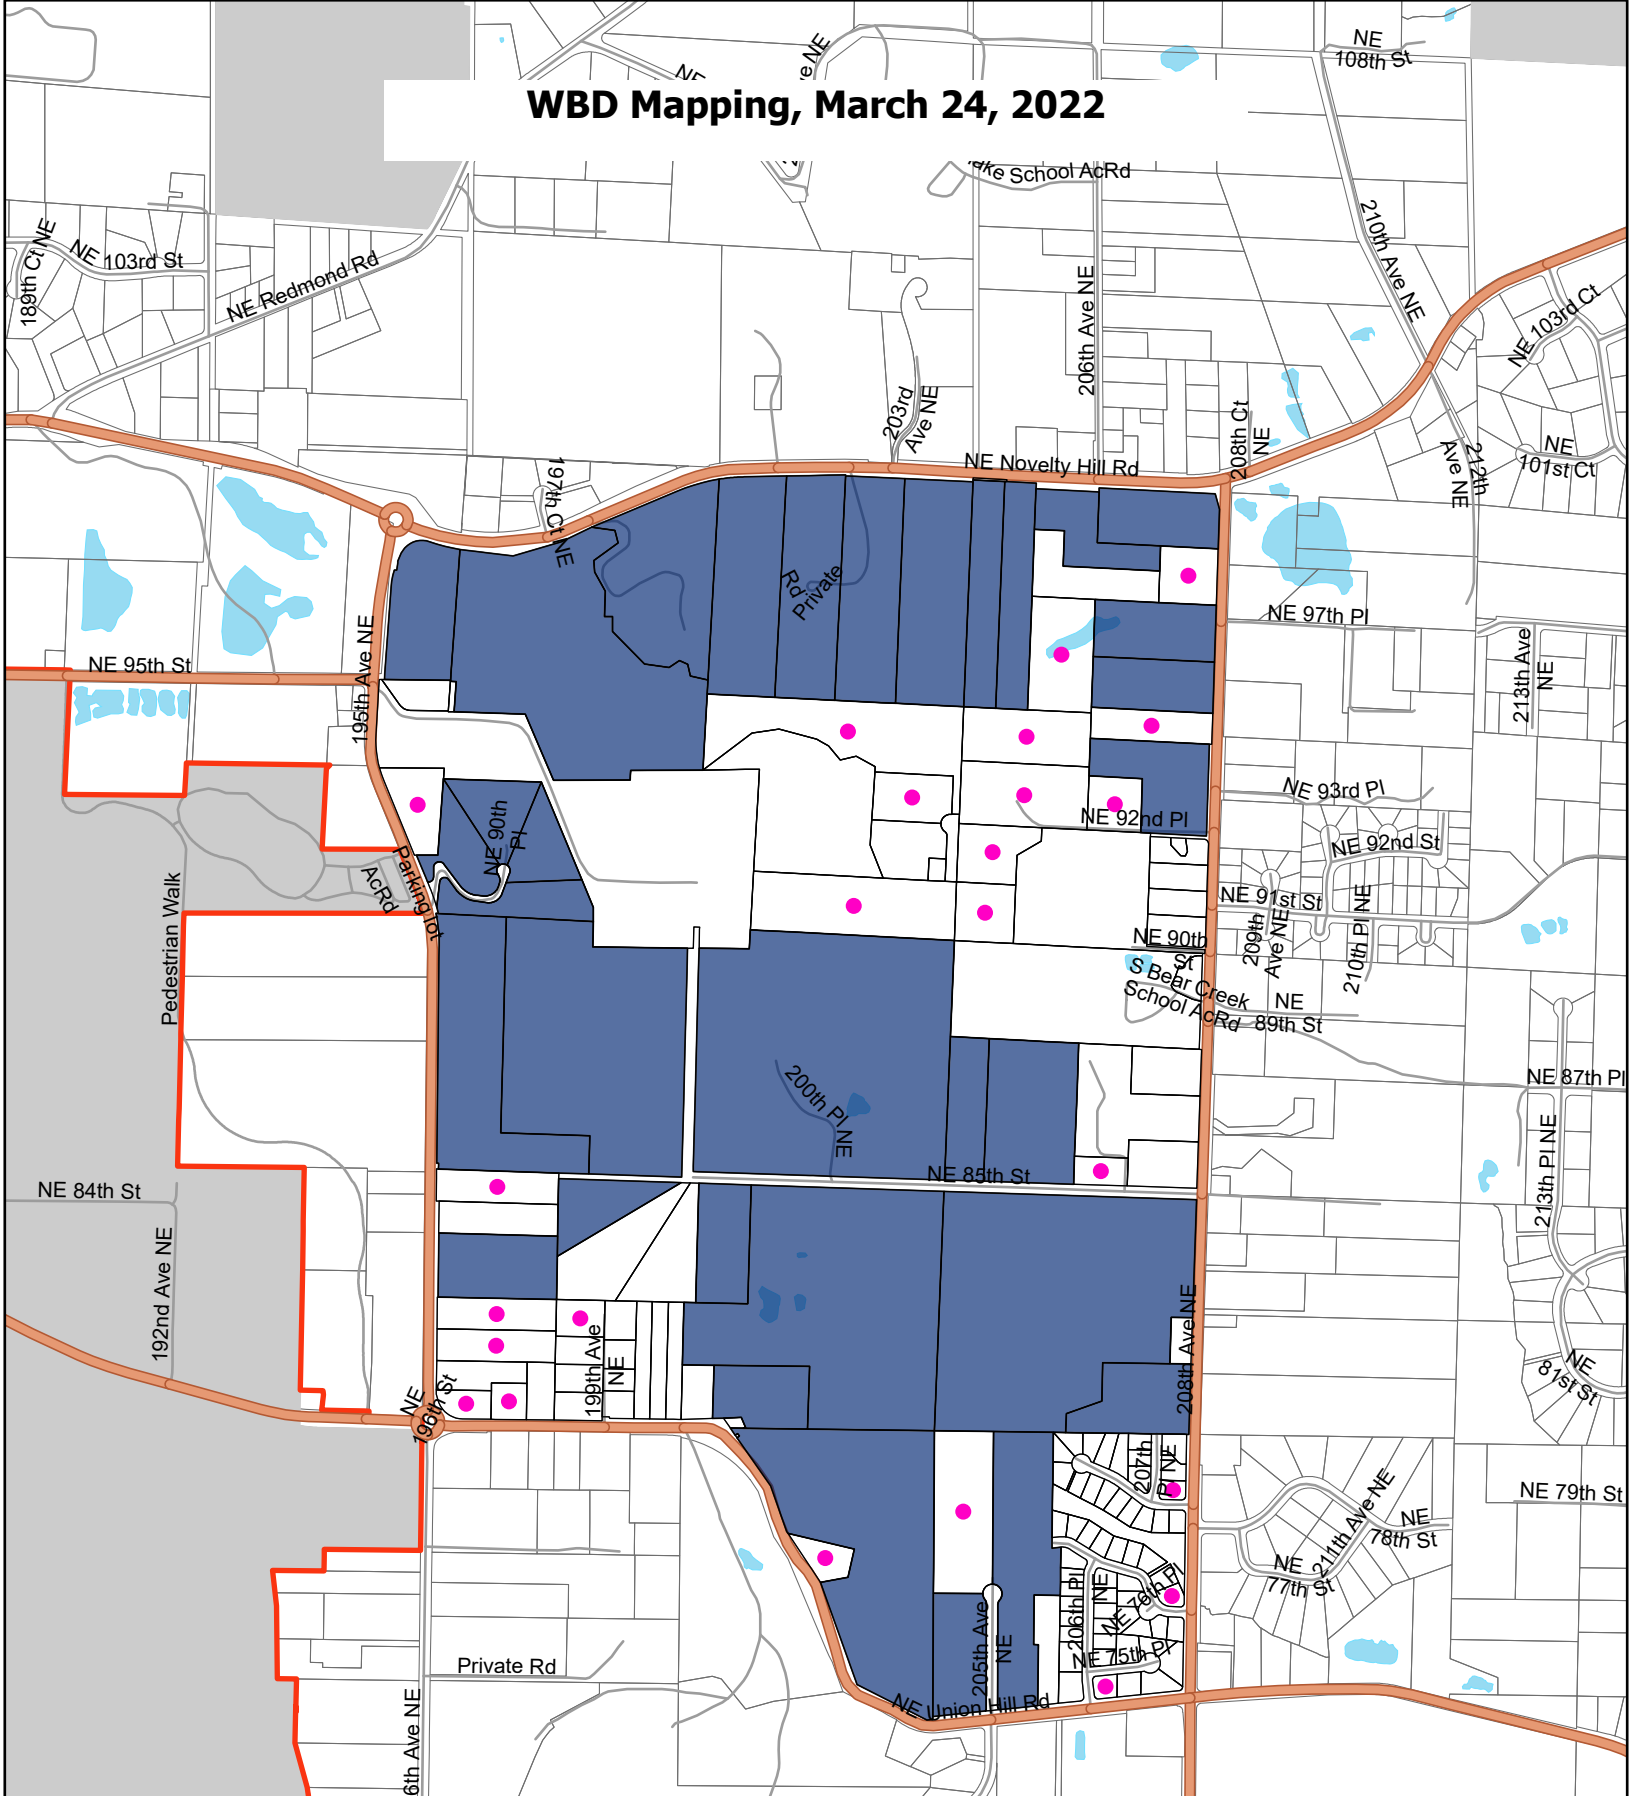 NE
108th St
NE
ve NE
WBD Mapping, March 24, 2022
ake School AcRd
189th Ct NE
NE 103rd St
NE Redmond Rd
210th Ave NE
206th Ave NE
NE 103rd Ct
203rd
Ave NE
208th Ct
NE
212th
Ave NE
NE
101st Ct
NE Novelty Hill Rd
197th Ct NE
Private
Rd
NE 97th Pl
NE 95th St
195th Ave NE
213th Ave
NE
NE 93rd Pl
NE 92nd Pl
NE 92nd St
NE 90th
Pl
Parking lot
AcRd
Pedestrian Walk
NE 91st St
209th
Ave NE
210th Pl NE
NE 90th
St
S Bear Creek
School AcRd
NE
89th St
NE 87th Pl
200th Pl
NE
213th Pl NE
NE 85th St
NE 84th St
192nd Ave NE
208th Ave NE
199th Ave
NE
NE
81st St
NE
196th St
207th
Pl NE
NE 79th St
211th Ave NE
NE
78th St
NE
77th St
206th Pl
NE
NE 76th Pl
NE 75th Pl
205th Ave
NE
Private Rd
NE Union Hill Rd
6th Ave NE